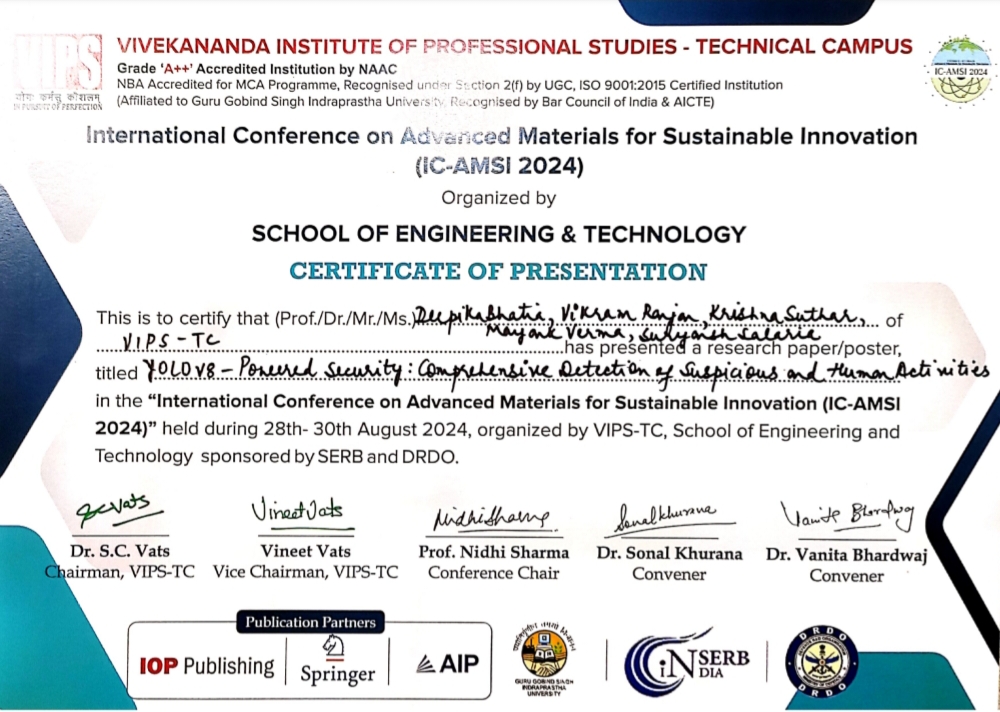 VIPS
योगः कर्मसु कौशलम्
IN PURSUIT OF PERFECTION
VIVEKANANDA INSTITUTE OF PROFESSIONAL STUDIES - TECHNICAL CAMPUS
Grade 'A++' Accredited Institution by NAAC
NBA Accredited for MCA Programme, Recognised under Section 2(f) by UGC, ISO 9001:2015 Certified Institution
(Affiliated to Guru Gobind Singh Indraprastha University, Recognised by Bar Council of India & AICTE)
IC-AMSI 2024
International Conference on Advanced Materials for Sustainable Innovation
(IC-AMSI 2024)
Organized by
SCHOOL OF ENGINEERING & TECHNOLOGY
CERTIFICATE OF PRESENTATION
This is to certify that (Prof./Dr./Mr./Ms.) Deepika Bhatia, Vikram Ranjan, Krishna Suthar, of
Mayank Verma, Suryansh Salaria
VIPS-TC has presented a research paper/poster,
titled YOLOV8-Powered Security: Comprehensive Detection of Suspicious and Human Activities
in the "International Conference on Advanced Materials for Sustainable Innovation (IC-AMSI
2024)" held during 28th- 30th August 2024, organized by VIPS-TC, School of Engineering and
Technology sponsored by SERB and DRDO.
SCVats
Vineet Vats
Nidhi Sharma
Sonal Khurana
Vanita Bhardwaj
Dr. S.C. Vats
Chairman, VIPS-TC
Vineet Vats
Vice Chairman, VIPS-TC
Prof. Nidhi Sharma
Conference Chair
Dr. Sonal Khurana
Convener
Dr. Vanita Bhardwaj
Convener
Publication Partners
IOP Publishing
Springer
AIP
GURU GOBIND SINGH
INDRAPRASTHA
UNIVERSITY
SERB
iNDIA
DRDO
DRDO